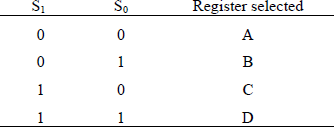 S₁ S₀ Register selected
0 0 A
0 1 B
1 0 C
1 1 D